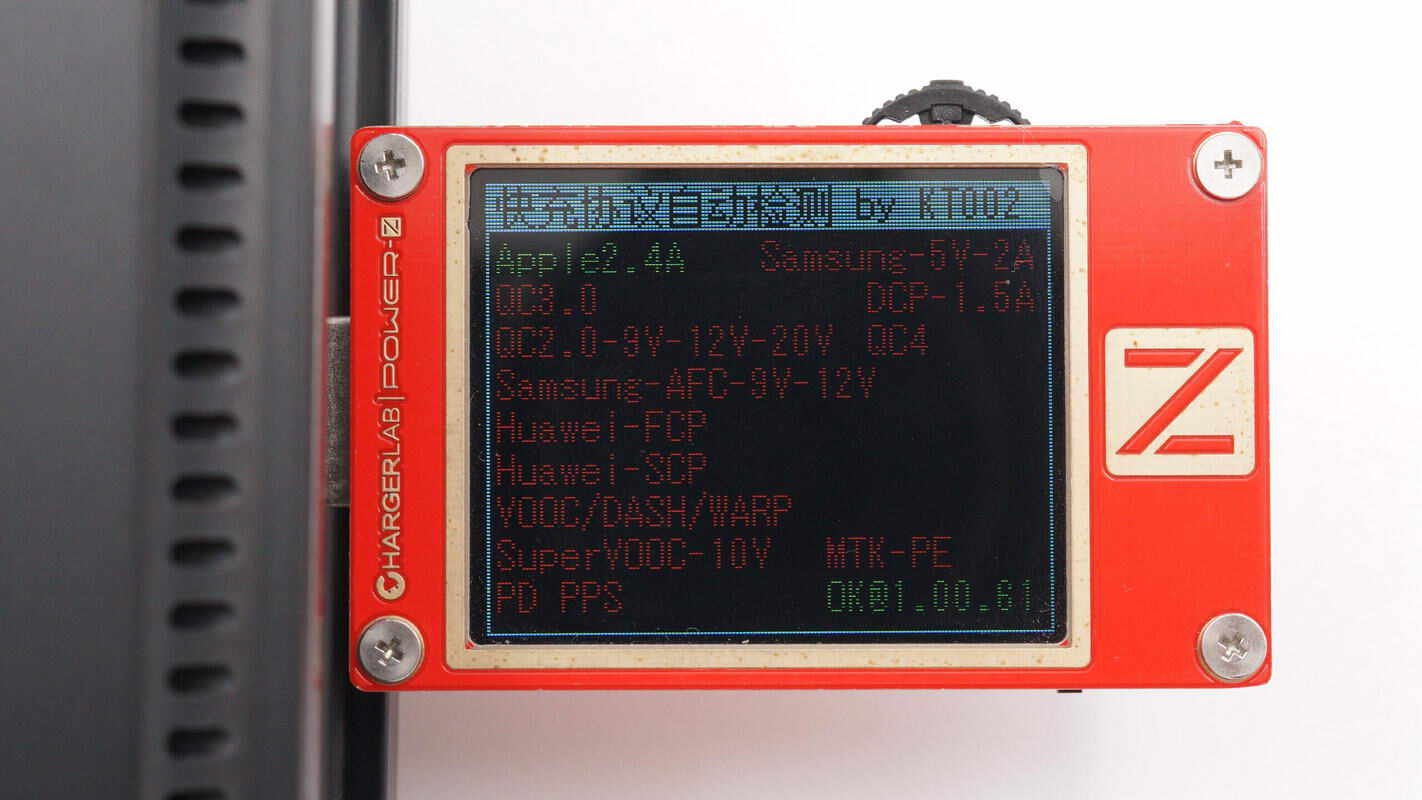 快充协议自动检测 by KT002
Apple2.4A Samsung-5V-2A
QC3.0 DCP-1.5A
QC2.0-9V-12V-20V QC4
Samsung-AFC-9V-12V
Huawei-FCP
Huawei-SCP
VOOC/DASH/WARP
SuperVOOC-10V MTK-PE
PD PPS OK@1.00.61
CHARGERLAB | POWER-Z
Z